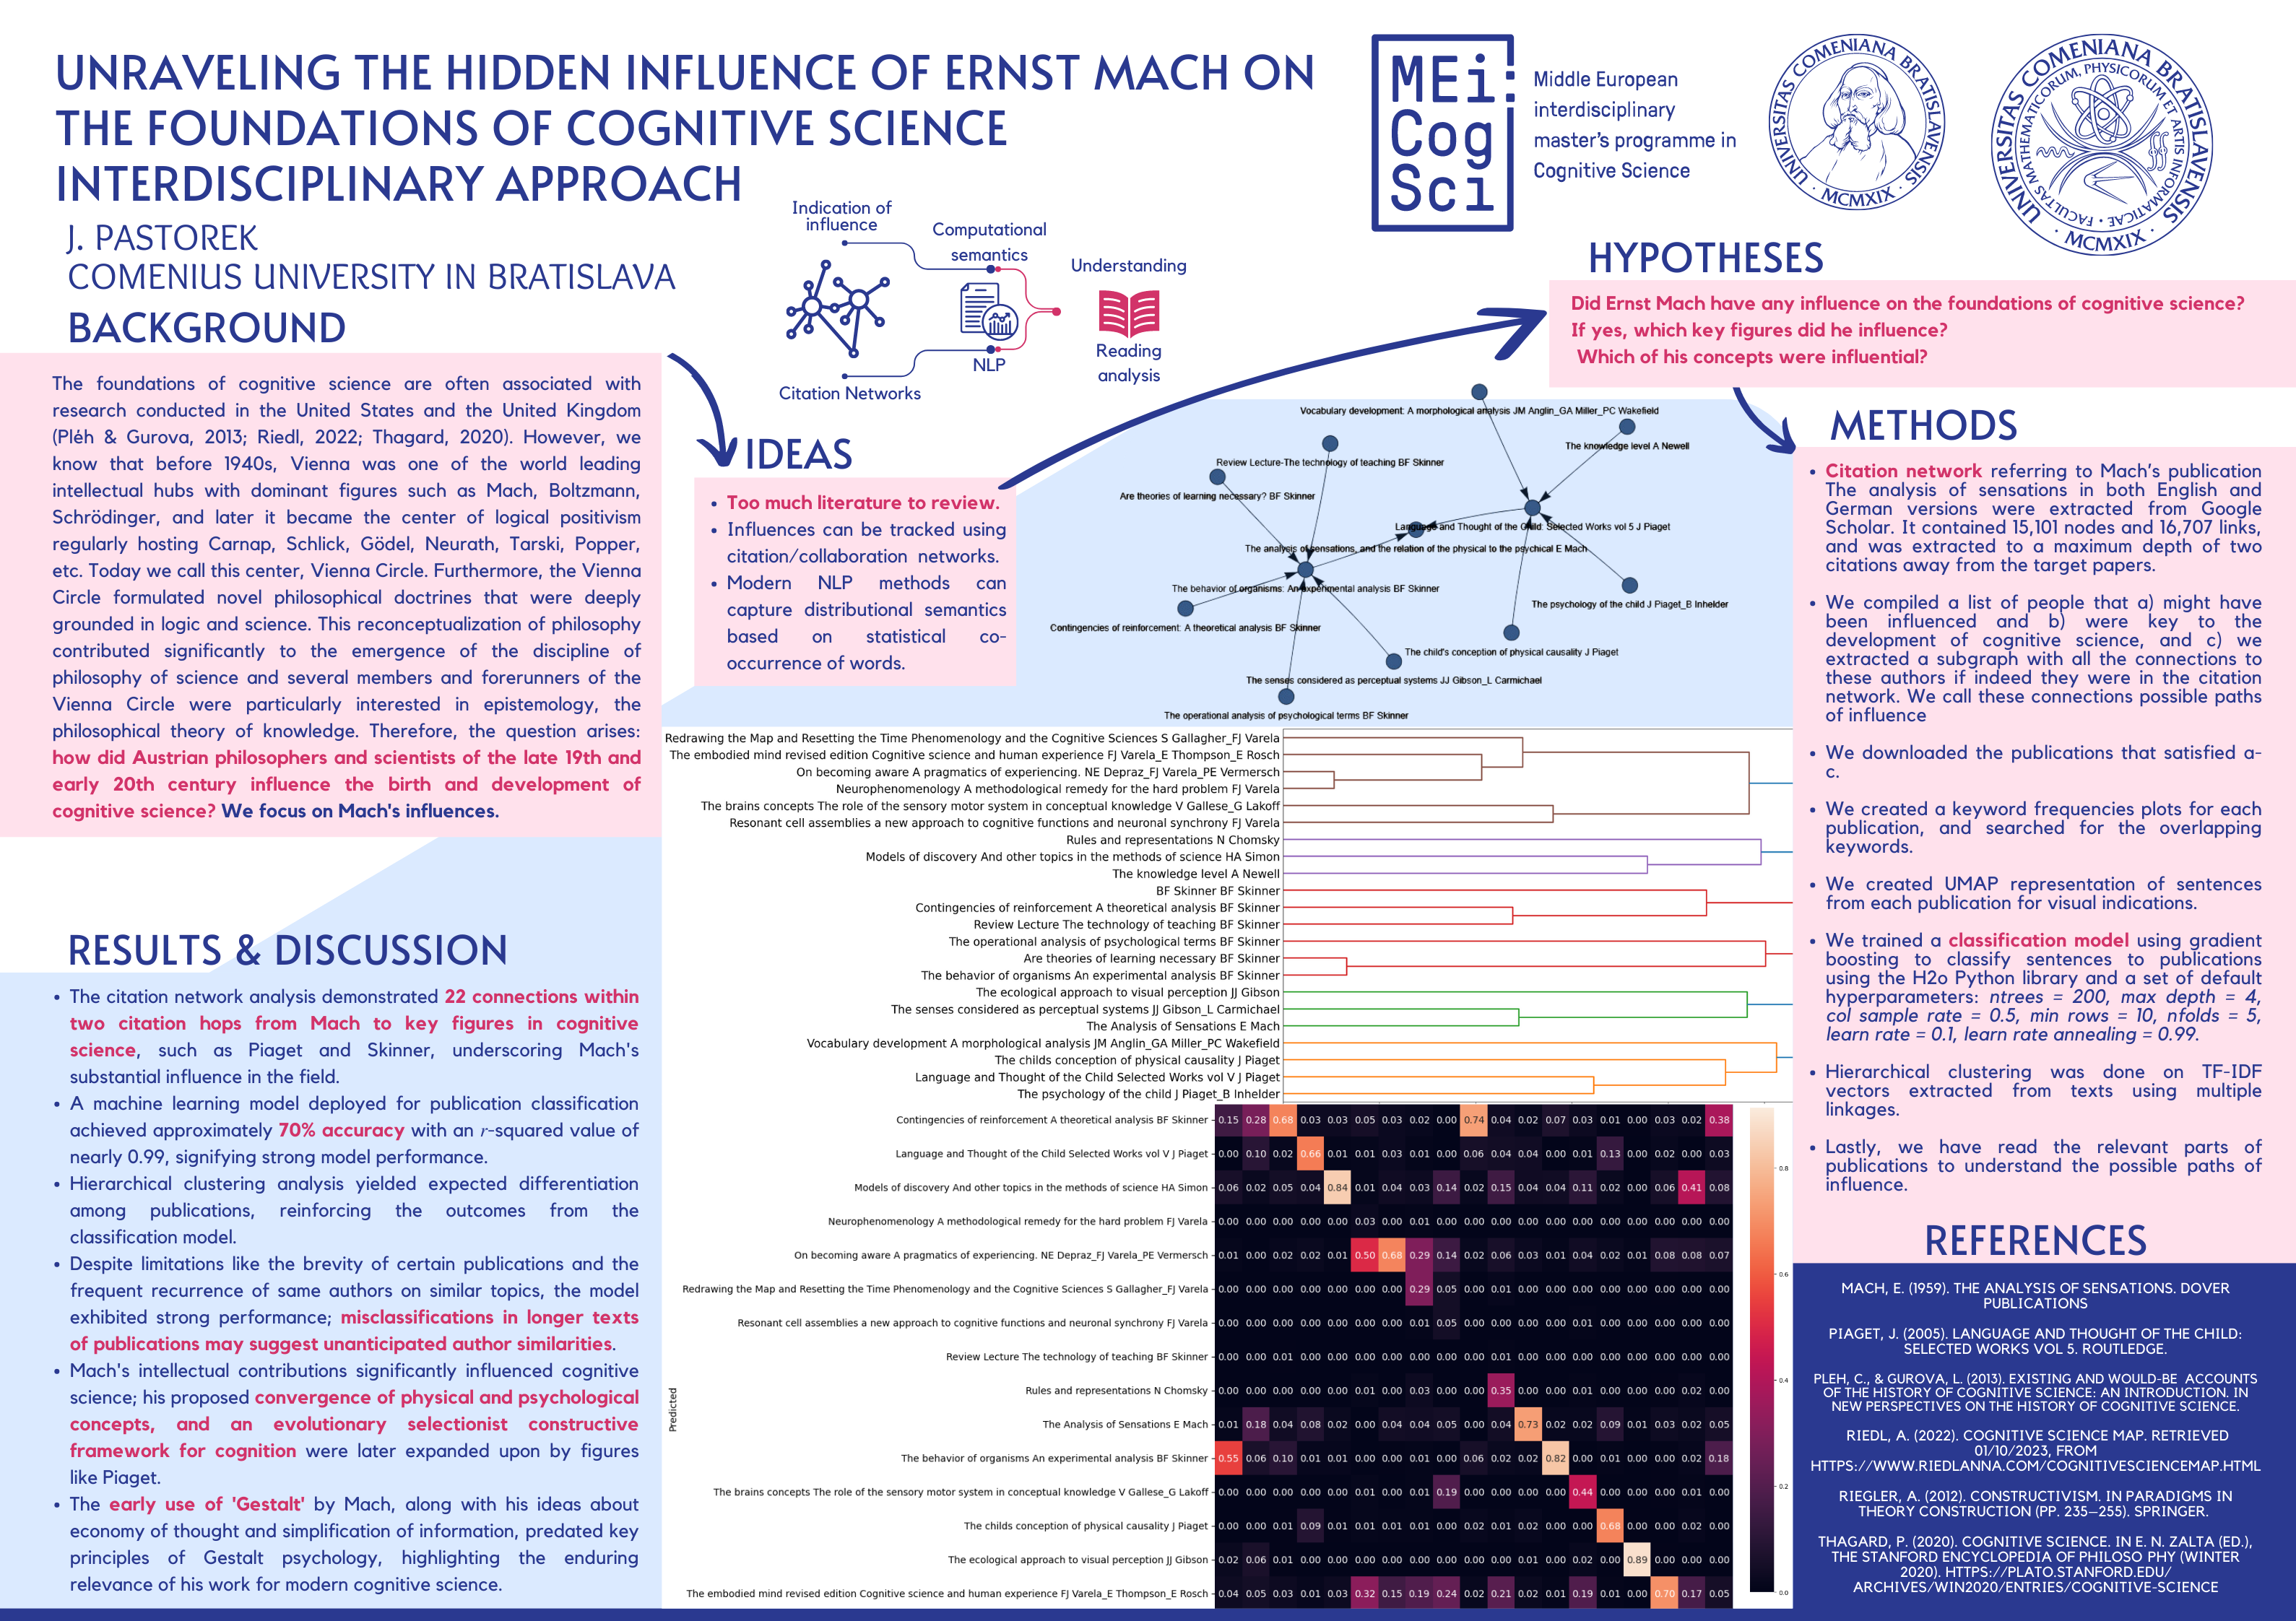 UNRAVELING THE HIDDEN INFLUENCE OF ERNST MACH ON
THE FOUNDATIONS OF COGNITIVE SCIENCE
INTERDISCIPLINARY APPROACH
J. PASTOREK
COMENIUS UNIVERSITY IN BRATISLAVA
MEi:
Cog
Sci
Middle European
interdisciplinary
master's programme in
Cognitive Science
UNIVERSITAS COMENIANA BRATISLAVENSIS
· MCMXIX ·
UNIVERSITAS COMENIANA BRATISLAVENSIS
· MCMXIX ·
FACULTAS MATHEMATICORUM, PHYSICORUM ET ARTIS INFORMATICAE
Indication of
influence
Computational
semantics
Understanding
Citation Networks
NLP
Reading
analysis
BACKGROUND
The foundations of cognitive science are often associated with
research conducted in the United States and the United Kingdom
(Pléh & Gurova, 2013; Riedl, 2022; Thagard, 2020). However, we
know that before 1940s, Vienna was one of the world leading
intellectual hubs with dominant figures such as Mach, Boltzmann,
Schrödinger, and later it became the center of logical positivism
regularly hosting Carnap, Schlick, Gödel, Neurath, Tarski, Popper,
etc. Today we call this center, Vienna Circle. Furthermore, the Vienna
Circle formulated novel philosophical doctrines that were deeply
grounded in logic and science. This reconceptualization of philosophy
contributed significantly to the emergence of the discipline of
philosophy of science and several members and forerunners of the
Vienna Circle were particularly interested in epistemology, the
philosophical theory of knowledge. Therefore, the question arises:
how did Austrian philosophers and scientists of the late 19th and
early 20th century influence the birth and development of
cognitive science? We focus on Mach's influences.
IDEAS
• Too much literature to review.
• Influences can be tracked using
citation/collaboration networks.
• Modern NLP methods can
capture distributional semantics
based on statistical co-
occurrence of words.
HYPOTHESES
Did Ernst Mach have any influence on the foundations of cognitive science?
If yes, which key figures did he influence?
Which of his concepts were influential?
Vocabulary development: A morphological analysis JM Anglin_GA Miller_PC Wakefield
The knowledge level A Newell
Review Lecture-The technology of teaching BF Skinner
Are theories of learning necessary? BF Skinner
Language and Thought of the Child: Selected Works vol 5 J Piaget
The analysis of sensations, and the relation of the physical to the psychical E Mach
The behavior of organisms: An experimental analysis BF Skinner
The psychology of the child J Piaget_B Inhelder
Contingencies of reinforcement: A theoretical analysis BF Skinner
The child's conception of physical causality J Piaget
The senses considered as perceptual systems JJ Gibson_L Carmichael
The operational analysis of psychological terms BF Skinner
METHODS
• Citation network referring to Mach's publication
The analysis of sensations in both English and
German versions were extracted from Google
Scholar. It contained 15,101 nodes and 16,707 links,
and was extracted to a maximum depth of two
citations away from the target papers.
• We compiled a list of people that a) might have
been influenced and b) were key to the
development of cognitive science, and c) we
extracted a subgraph with all the connections to
these authors if indeed they were in the citation
network. We call these connections possible paths
of influence
• We downloaded the publications that satisfied a-
c.
• We created a keyword frequencies plots for each
publication, and searched for the overlapping
keywords.
• We created UMAP representation of sentences
from each publication for visual indications.
• We trained a classification model using gradient
boosting to classify sentences to publications
using the H2o Python library and a set of default
hyperparameters: ntrees = 200, max depth = 4,
col sample rate = 0.5, min rows = 10, nfolds = 5,
learn rate = 0.1, learn rate annealing = 0.99.
• Hierarchical clustering was done on TF-IDF
vectors extracted from texts using multiple
linkages.
• Lastly, we have read the relevant parts of
publications to understand the possible paths of
influence.
Redrawing the Map and Resetting the Time Phenomenology and the Cognitive Sciences S Gallagher_FJ Varela
The embodied mind revised edition Cognitive science and human experience FJ Varela_E Thompson_E Rosch
On becoming aware A pragmatics of experiencing. NE Depraz_FJ Varela_PE Vermersch
Neurophenomenology A methodological remedy for the hard problem FJ Varela
The brains concepts The role of the sensory motor system in conceptual knowledge V Gallese_G Lakoff
Resonant cell assemblies a new approach to cognitive functions and neuronal synchrony FJ Varela
Rules and representations N Chomsky
Models of discovery And other topics in the methods of science HA Simon
The knowledge level A Newell
BF Skinner BF Skinner
Contingencies of reinforcement A theoretical analysis BF Skinner
Review Lecture The technology of teaching BF Skinner
The operational analysis of psychological terms BF Skinner
Are theories of learning necessary BF Skinner
The behavior of organisms An experimental analysis BF Skinner
The ecological approach to visual perception JJ Gibson
The senses considered as perceptual systems JJ Gibson_L Carmichael
The Analysis of Sensations E Mach
Vocabulary development A morphological analysis JM Anglin_GA Miller_PC Wakefield
The childs conception of physical causality J Piaget
Language and Thought of the Child Selected Works vol V J Piaget
The psychology of the child J Piaget_B Inhelder
Predicted
Contingencies of reinforcement A theoretical analysis BF Skinner 0.15 0.28 0.68 0.03 0.03 0.05 0.03 0.02 0.00 0.74 0.04 0.02 0.07 0.03 0.01 0.00 0.03 0.02 0.38
Language and Thought of the Child Selected Works vol V J Piaget 0.00 0.10 0.02 0.66 0.01 0.01 0.03 0.01 0.00 0.06 0.04 0.04 0.00 0.01 0.13 0.00 0.02 0.00 0.03
Models of discovery And other topics in the methods of science HA Simon 0.06 0.02 0.05 0.04 0.84 0.01 0.04 0.03 0.14 0.02 0.15 0.04 0.04 0.11 0.02 0.00 0.06 0.41 0.08
Neurophenomenology A methodological remedy for the hard problem FJ Varela 0.00 0.00 0.00 0.00 0.00 0.03 0.00 0.01 0.00 0.00 0.00 0.00 0.00 0.00 0.00 0.00 0.00 0.00 0.00
On becoming aware A pragmatics of experiencing. NE Depraz_FJ Varela_PE Vermersch 0.01 0.00 0.02 0.02 0.01 0.50 0.68 0.29 0.14 0.02 0.06 0.03 0.01 0.04 0.02 0.01 0.08 0.08 0.07
Redrawing the Map and Resetting the Time Phenomenology and the Cognitive Sciences S Gallagher_FJ Varela 0.00 0.00 0.00 0.00 0.00 0.00 0.00 0.29 0.05 0.00 0.01 0.00 0.00 0.00 0.00 0.00 0.00 0.00 0.00
Resonant cell assemblies a new approach to cognitive functions and neuronal synchrony FJ Varela 0.00 0.00 0.00 0.00 0.00 0.00 0.00 0.01 0.05 0.00 0.00 0.00 0.00 0.01 0.00 0.00 0.00 0.00 0.00
Review Lecture The technology of teaching BF Skinner 0.00 0.00 0.01 0.00 0.00 0.00 0.00 0.00 0.00 0.00 0.01 0.00 0.00 0.00 0.00 0.00 0.00 0.00 0.00
Rules and representations N Chomsky 0.00 0.00 0.00 0.00 0.00 0.01 0.00 0.03 0.00 0.00 0.35 0.00 0.00 0.01 0.00 0.00 0.00 0.02 0.00
The Analysis of Sensations E Mach 0.01 0.18 0.04 0.08 0.02 0.00 0.04 0.04 0.05 0.00 0.04 0.73 0.02 0.02 0.09 0.01 0.03 0.02 0.05
The behavior of organisms An experimental analysis BF Skinner 0.55 0.06 0.10 0.01 0.01 0.00 0.00 0.01 0.00 0.06 0.02 0.02 0.82 0.00 0.01 0.00 0.00 0.02 0.18
The brains concepts The role of the sensory motor system in conceptual knowledge V Gallese_G Lakoff 0.00 0.00 0.00 0.00 0.00 0.01 0.00 0.01 0.19 0.00 0.00 0.00 0.00 0.44 0.00 0.00 0.00 0.01 0.00
The childs conception of physical causality J Piaget 0.00 0.00 0.01 0.09 0.01 0.01 0.01 0.01 0.00 0.02 0.01 0.02 0.00 0.00 0.68 0.00 0.00 0.02 0.00
The ecological approach to visual perception JJ Gibson 0.02 0.06 0.01 0.00 0.00 0.00 0.00 0.00 0.00 0.00 0.00 0.01 0.00 0.02 0.00 0.89 0.00 0.00 0.00
The embodied mind revised edition Cognitive science and human experience FJ Varela_E Thompson_E Rosch 0.04 0.05 0.03 0.01 0.03 0.32 0.15 0.19 0.24 0.02 0.21 0.02 0.01 0.19 0.01 0.00 0.70 0.17 0.05
0.8
0.6
0.4
0.2
0.0
RESULTS & DISCUSSION
• The citation network analysis demonstrated 22 connections within
two citation hops from Mach to key figures in cognitive
science, such as Piaget and Skinner, underscoring Mach's
substantial influence in the field.
• A machine learning model deployed for publication classification
achieved approximately 70% accuracy with an r-squared value of
nearly 0.99, signifying strong model performance.
• Hierarchical clustering analysis yielded expected differentiation
among publications, reinforcing the outcomes from the
classification model.
• Despite limitations like the brevity of certain publications and the
frequent recurrence of same authors on similar topics, the model
exhibited strong performance; misclassifications in longer texts
of publications may suggest unanticipated author similarities.
• Mach's intellectual contributions significantly influenced cognitive
science; his proposed convergence of physical and psychological
concepts, and an evolutionary selectionist constructive
framework for cognition were later expanded upon by figures
like Piaget.
• The early use of 'Gestalt' by Mach, along with his ideas about
economy of thought and simplification of information, predated key
principles of Gestalt psychology, highlighting the enduring
relevance of his work for modern cognitive science.
REFERENCES
MACH, E. (1959). THE ANALYSIS OF SENSATIONS. DOVER
PUBLICATIONS
PIAGET, J. (2005). LANGUAGE AND THOUGHT OF THE CHILD:
SELECTED WORKS VOL 5. ROUTLEDGE.
PLEH, C., & GUROVA, L. (2013). EXISTING AND WOULD-BE ACCOUNTS
OF THE HISTORY OF COGNITIVE SCIENCE: AN INTRODUCTION. IN
NEW PERSPECTIVES ON THE HISTORY OF COGNITIVE SCIENCE.
RIEDL, A. (2022). COGNITIVE SCIENCE MAP. RETRIEVED
01/10/2023, FROM
HTTPS://WWW.RIEDLANNA.COM/COGNITIVESCIENCEMAP.HTML
RIEGLER, A. (2012). CONSTRUCTIVISM. IN PARADIGMS IN
THEORY CONSTRUCTION (PP. 235–255). SPRINGER.
THAGARD, P. (2020). COGNITIVE SCIENCE. IN E. N. ZALTA (ED.),
THE STANFORD ENCYCLOPEDIA OF PHILOSO PHY (WINTER
2020). HTTPS://PLATO.STANFORD.EDU/
ARCHIVES/WIN2020/ENTRIES/COGNITIVE-SCIENCE